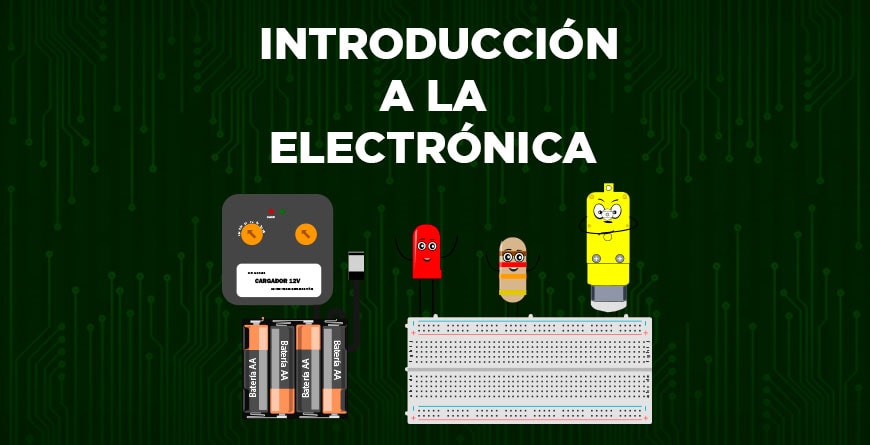 INTRODUCCIÓN
A LA
ELECTRÓNICA
CARGADOR 12V
Batería AA
Batería AA
Batería AA
Batería AA